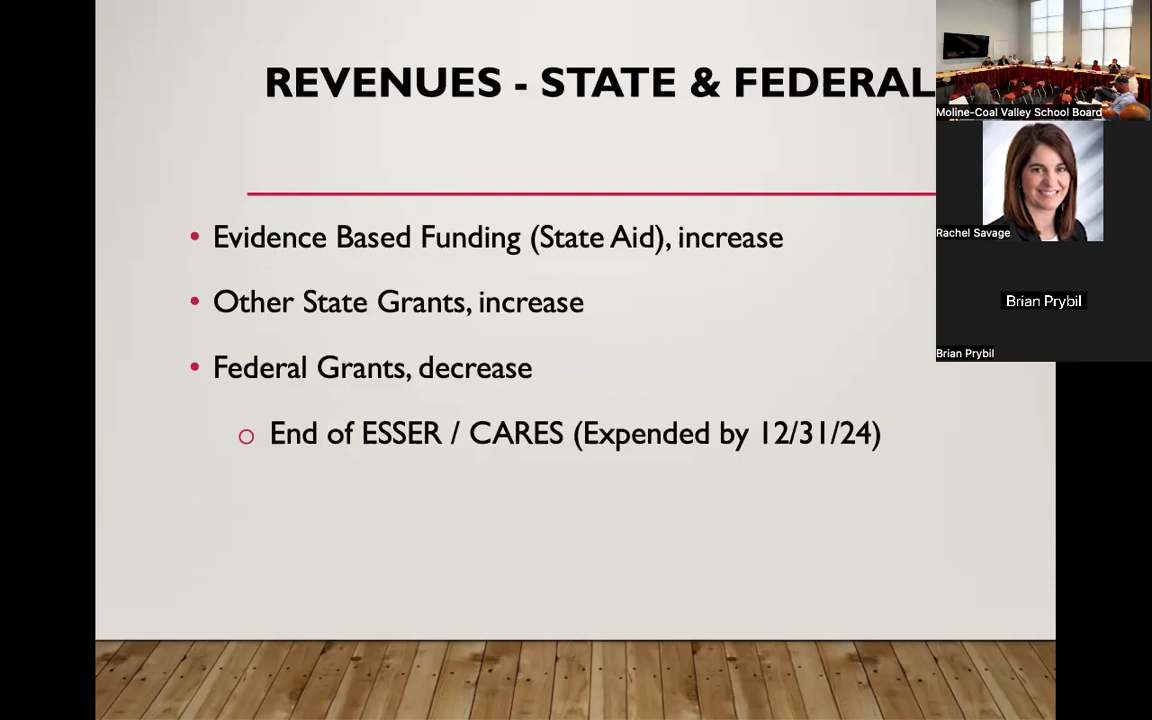 REVENUES - STATE & FEDERAL
• Evidence Based Funding (State Aid), increase
• Other State Grants, increase
• Federal Grants, decrease
o End of ESSER / CARES (Expended by 12/31/24)
Moline-Coal Valley School Board
Rachel Savage
Brian Prybil
Brian Prybil